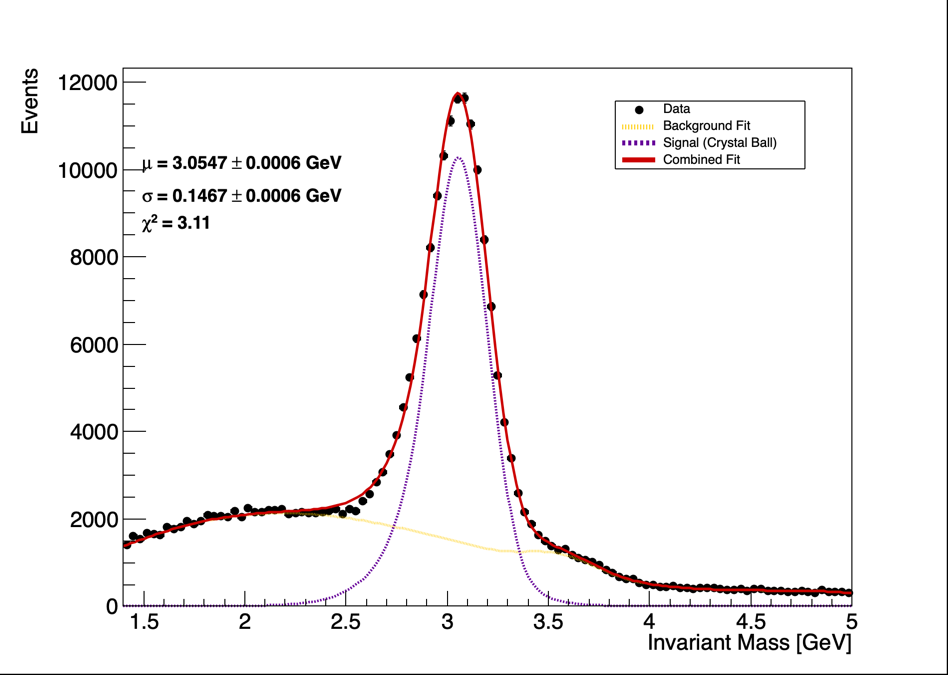 Events
12000
10000
8000
6000
4000
2000
0
μ = 3.0547 ± 0.0006 GeV
σ = 0.1467 ± 0.0006 GeV
χ² = 3.11
Data
Background Fit
Signal (Crystal Ball)
Combined Fit
1.5 2 2.5 3 3.5 4 4.5 5
Invariant Mass [GeV]